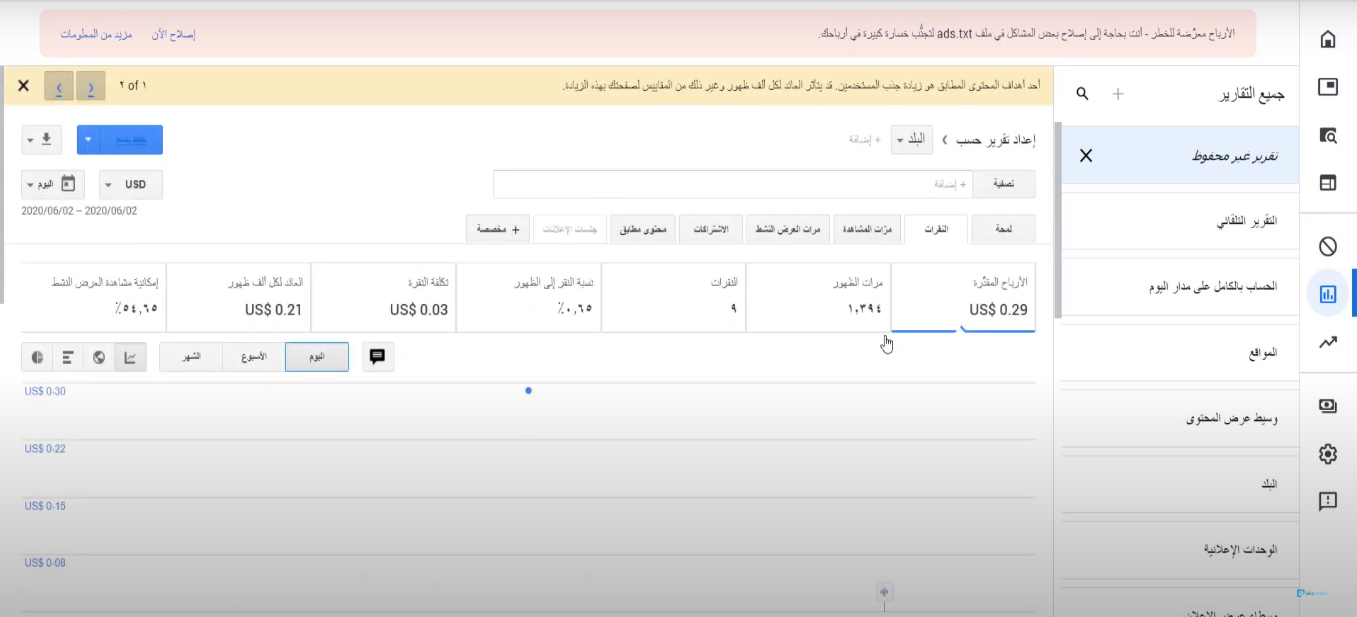 الأرباح معرَّضة للخطر - أنت بحاجة إلى إصلاح بعض المشاكل في ملف ads.txt لتجنُّب خسارة كبيرة في أرباحك.
إصلاح الآن
مزيد من المعلومات
أحد أهداف المحتوى المطابق هو زيادة جذب المستخدمين. قد يتأثر العائد لكل ألف ظهور وغير ذلك من المقاييس لصفحتك بهذه الزيادة.
١ of ٢
جميع التقارير
تقرير غير محفوظ
التقرير التلقائي
الحساب بالكامل على مدار اليوم
المواقع
وسيط عرض المحتوى
البلد
الوحدات الإعلانية
إعداد تقرير حسب
البلد
+ إضافة
تصفية
+ إضافة
USD
اليوم
2020/06/02 – 2020/06/02
لمحة
النقرات
مرّات المشاهدة
مرات العرض النشط
الاشتراكات
محتوى مطابق
جلسات الإعلانات
+ مخصصة
الأرباح المقدَّرة
US$ 0.29
مرات الظهور
١,٣٩٤
النقرات
٩
نسبة النقر إلى الظهور
٠,٦٥٪
تكلفة النقرة
US$ 0.03
العائد لكل ألف ظهور
US$ 0.21
إمكانية مشاهدة العرض النشط
٥٤,٦٥٪
اليوم
الأسبوع
الشهر
US$ 0.30
US$ 0.22
US$ 0.15
US$ 0.08